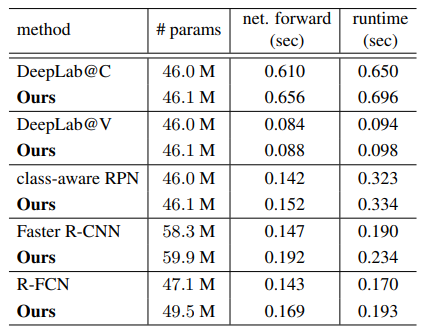 method # params net. forward (sec) runtime (sec)
DeepLab@C 46.0 M 0.610 0.650
Ours 46.1 M 0.656 0.696
DeepLab@V 46.0 M 0.084 0.094
Ours 46.1 M 0.088 0.098
class-aware RPN 46.0 M 0.142 0.323
Ours 46.1 M 0.152 0.334
Faster R-CNN 58.3 M 0.147 0.190
Ours 59.9 M 0.192 0.234
R-FCN 47.1 M 0.143 0.170
Ours 49.5 M 0.169 0.193